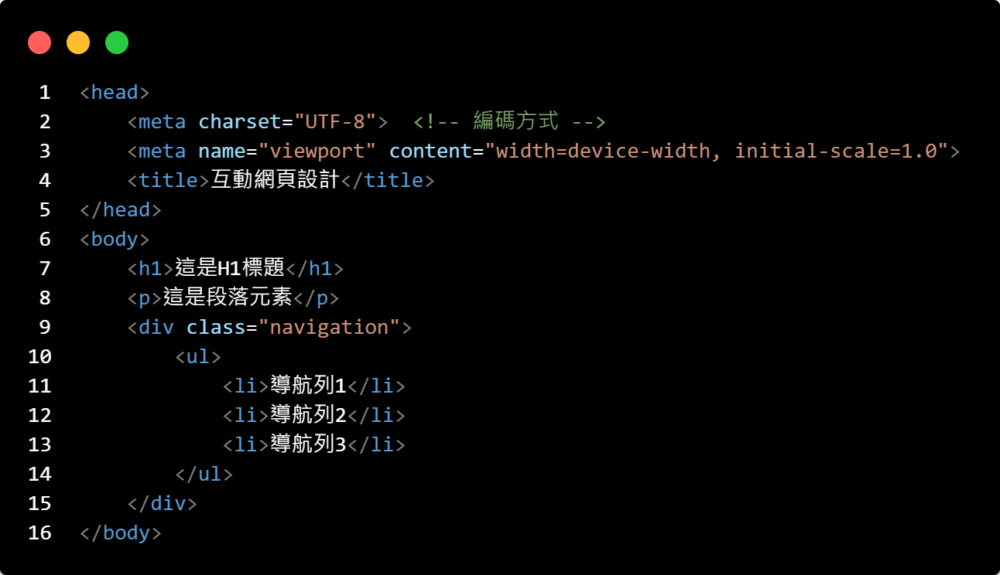 1 <head>
2     <meta charset="UTF-8">  <!-- 編碼方式 -->
3     <meta name="viewport" content="width=device-width, initial-scale=1.0">
4     <title>互動網頁設計</title>
5 </head>
6 <body>
7     <h1>這是H1標題</h1>
8     <p>這是段落元素</p>
9     <div class="navigation">
10         <ul>
11             <li>導航列1</li>
12             <li>導航列2</li>
13             <li>導航列3</li>
14         </ul>
15     </div>
16 </body>